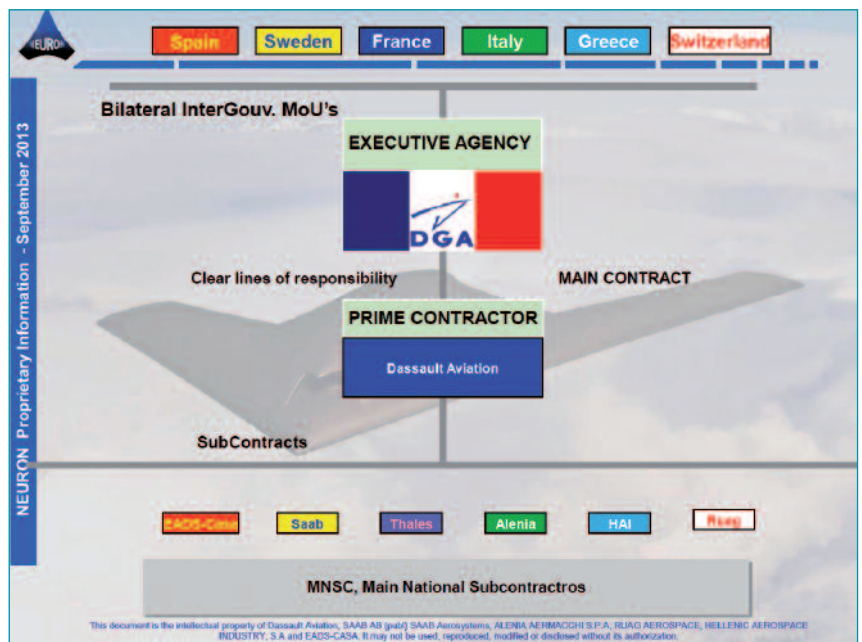 NEURON
Spain Sweden France Italy Greece Switzerland
Bilateral InterGouv. MoU's
EXECUTIVE AGENCY
DGA
Clear lines of responsibility MAIN CONTRACT
PRIME CONTRACTOR
Dassault Aviation
SubContracts
NEURON Proprietary Information - September 2013
EADS-Casa Saab Thales Alenia HAI Ruag
MNSC, Main National Subcontractros
This document is the intellectual property of Dassault Aviation, SAAB AB (publ) SAAB Aerosystems, ALENIA AERMACCHI S.P.A, RUAG AEROSPACE, HELLENIC AEROSPACE
INDUSTRY, S.A and EADS-CASA. It may not be used, reproduced, modified or disclosed without its authorization.